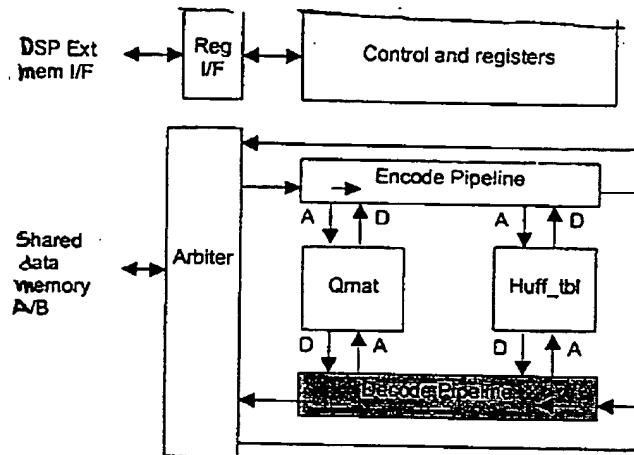 DSP Ext
mem I/F
Reg
I/F
Control and registers
Encode Pipeline
A
D
A
D
Shared
data
memory
A/B
Arbiter
Qmat
Huff_tbl
D
A
D
A
Decode Pipeline